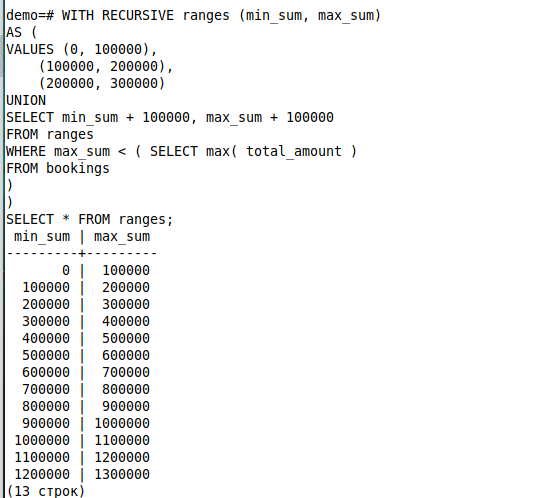 demo=# WITH RECURSIVE ranges (min_sum, max_sum)
AS (
VALUES (0, 100000),
    (100000, 200000),
    (200000, 300000)
UNION
SELECT min_sum + 100000, max_sum + 100000
FROM ranges
WHERE max_sum < ( SELECT max( total_amount )
FROM bookings
)
)
SELECT * FROM ranges;
 min_sum | max_sum
---------+---------
       0 |  100000
  100000 |  200000
  200000 |  300000
  300000 |  400000
  400000 |  500000
  500000 |  600000
  600000 |  700000
  700000 |  800000
  800000 |  900000
  900000 | 1000000
 1000000 | 1100000
 1100000 | 1200000
 1200000 | 1300000
(13 строк)